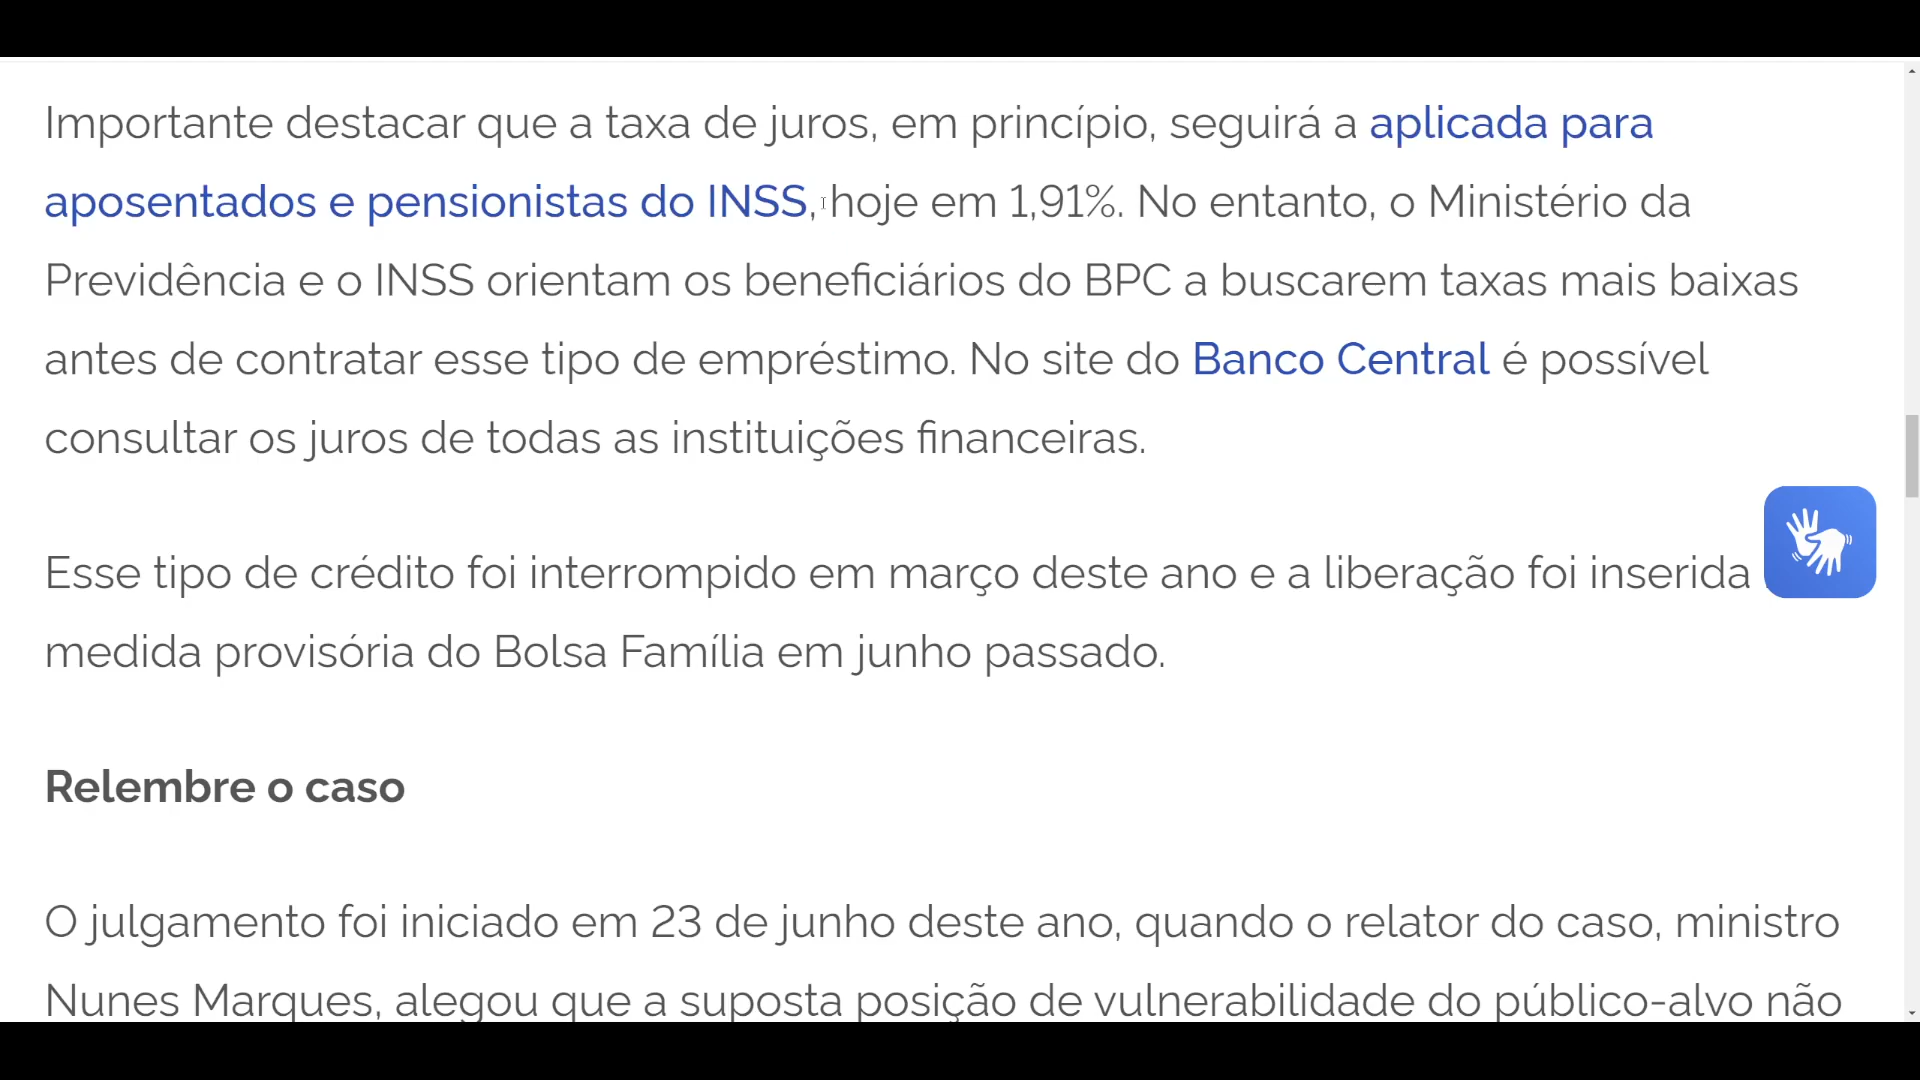 Importante destacar que a taxa de juros, em princípio, seguirá a aplicada para
aposentados e pensionistas do INSS, hoje em 1,91%. No entanto, o Ministério da
Previdência e o INSS orientam os beneficiários do BPC a buscarem taxas mais baixas
antes de contratar esse tipo de empréstimo. No site do Banco Central é possível
consultar os juros de todas as instituições financeiras.
Esse tipo de crédito foi interrompido em março deste ano e a liberação foi inserida
medida provisória do Bolsa Família em junho passado.
Relembre o caso
O julgamento foi iniciado em 23 de junho deste ano, quando o relator do caso, ministro
Nunes Marques, alegou que a suposta posição de vulnerabilidade do público-alvo não